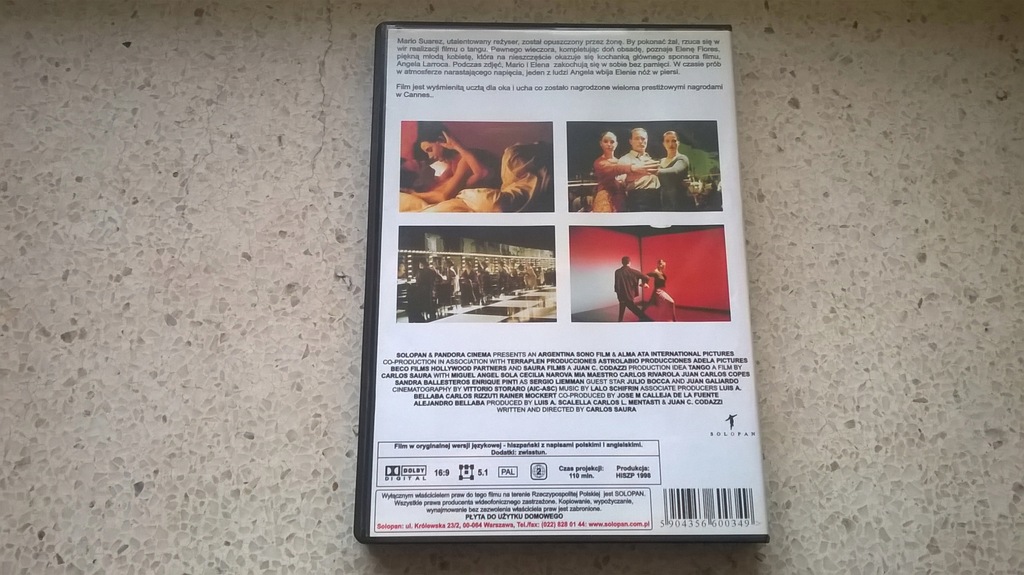 Mario Suarez, utalentowany reżyser, został opuszczony przez żonę. By pokonać żal, rzuca się w
wir realizacji filmu o tangu. Pewnego wieczora, kompletując doń obsadę, poznaje Elenę Flores,
piękną młodą kobietę, która na nieszczęście okazuje się kochanką głównego sponsora filmu,
Angela Larroca. Podczas zdjęć, Mario i Elena zakochują się w sobie bez pamięci. W czasie prób
w atmosferze narastającego napięcia, jeden z ludzi Angela wbija Elenie nóż w piersi.
Film jest wyśmienitą ucztą dla oka i ucha co zostało nagrodzone wieloma prestiżowymi nagrodami
w Cannes..
SOLOPAN & PANDORA CINEMA PRESENTS AN ARGENTINA SONO FILM & ALMA ATA INTERNATIONAL PICTURES
CO-PRODUCTION IN ASSOCIATION WITH TERRAPLEN PRODUCCIONES ASTROLABIO PRODUCCIONES ADELA PICTURES
BECO FILMS HOLLYWOOD PARTNERS AND SAURA FILMS A JUAN C. CODAZZI PRODUCTION IDEA TANGO A FILM BY
CARLOS SAURA WITH MIGUEL ANGEL SOLA CECILIA NAROVA MIA MAESTRO CARLOS RIVAROLA JUAN CARLOS COPES
SANDRA BALLESTEROS ENRIQUE PINTI AS SERGIO LIEMMAN GUEST STAR JULIO BOCCA AND JUAN GALIARDO
CINEMATOGRAPHY BY VITTORIO STORARO (AIC-ASC) MUSIC BY LALO SCHIFRIN ASSOCIATE PRODUCERS LUIS A.
BELLABA CARLOS RIZZUTI RAINER MOCKERT CO-PRODUCED BY JOSE M CALLEJA DE LA FUENTE
ALEJANDRO BELLABA PRODUCED BY LUIS A. SCALELLA CARLOS L. MENTASTI & JUAN C. CODAZZI
WRITTEN AND DIRECTED BY CARLOS SAURA
SOLOPAN
Film w oryginalnej wersji językowej - hiszpański z napisami polskimi i angielskimi.
Dodatki: zwiastun.
DOLBY DIGITAL 16:9 5.1 PAL 2 Czas projekcji: Produkcja:
110 min. HISZP 1998
Wyłącznym właścicielem praw do tego filmu na terenie Rzeczypospolitej Polskiej jest SOLOPAN.
Wszystkie prawa producenta wideofonicznego zastrzeżone. Kopiowanie, wypożyczanie,
wynajmowanie bez zezwolenia właściciela praw jest zabronione.
PŁYTA DO UŻYTKU DOMOWEGO
Solopan: ul. Królewska 23/2, 00-064 Warszawa, Tel./fax: (022) 828 01 44: www.solopan.com.pl
5 904356 600349 >